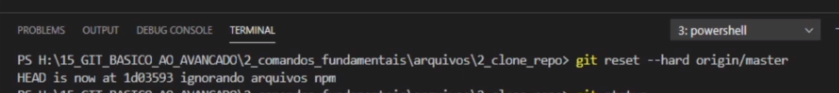 PROBLEMS OUTPUT DEBUG CONSOLE TERMINAL 3: powershell
PS H:\15_GIT_BASICO_AO_AVANCADO\2_comandos_fundamentais\arquivos\2_clone_repo> git reset --hard origin/master
HEAD is now at 1d03593 ignorando arquivos npm